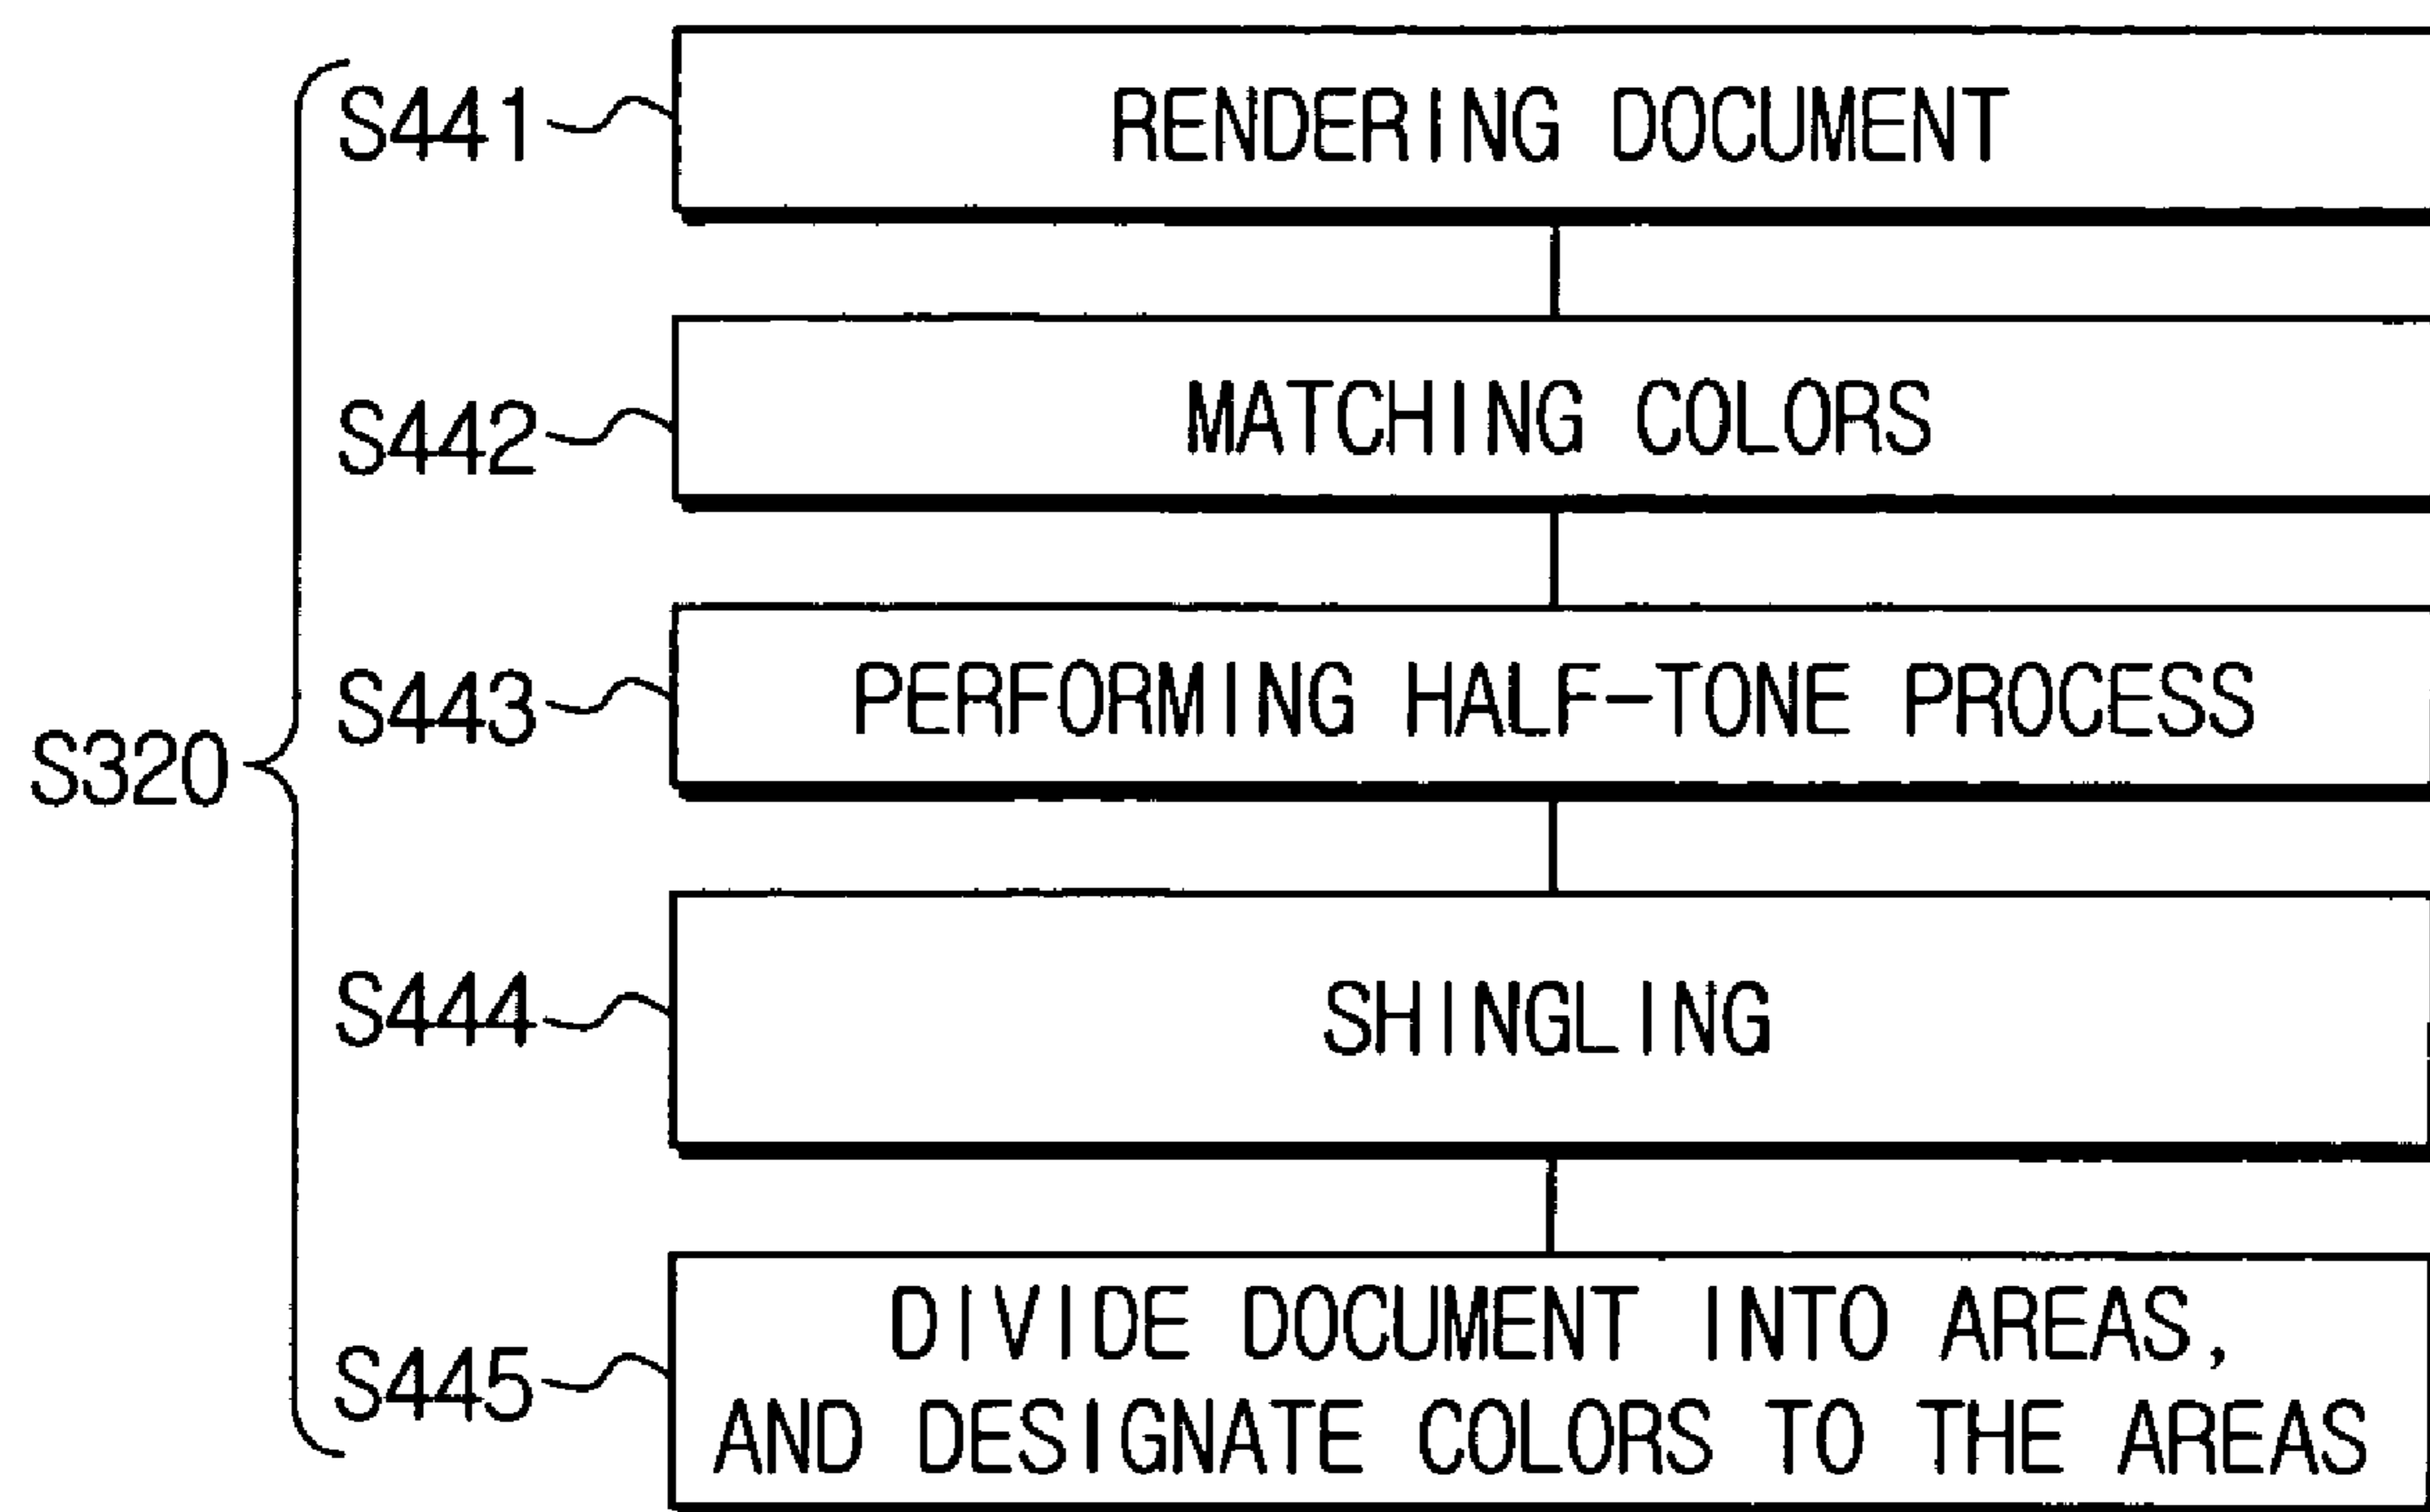 S441 RENDERING DOCUMENT
S442 MATCHING COLORS
S443 PERFORMING HALF-TONE PROCESS
S320
S444 SHINGLING
S445 DIVIDE DOCUMENT INTO AREAS,
AND DESIGNATE COLORS TO THE AREAS